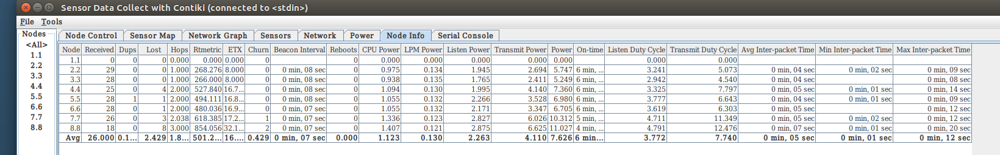 Sensor Data Collect with Contiki (connected to <stdin>)
File Tools
Nodes
<All>
1.1
2.2
3.3
4.4
5.5
6.6
7.7
8.8
Node Control Sensor Map Network Graph Sensors Network Power Node Info Serial Console
Node Received Dups Lost Hops Rtmetric ETX Churn Beacon Interval Reboots CPU Power LPM Power Listen Power Transmit Power Power On-time Listen Duty Cycle Transmit Duty Cycle Avg Inter-packet Time Min Inter-packet Time Max Inter-packet Time
1.1 0 0 0 0.000 0.000 0.000 0 0 0.000 0.000 0.000 0.000 0.000 0.000 0.000
2.2 29 0 0 1.000 268.276 8.000 0 0 min, 08 sec 0 0.975 0.134 1.945 2.694 5.747 6 min, ... 3.241 5.073 0 min, 04 sec 0 min, 02 sec 0 min, 09 sec
3.3 28 0 0 1.000 266.000 8.000 0 0 min, 08 sec 0 0.938 0.135 1.765 2.411 5.249 6 min, ... 2.942 4.540 0 min, 04 sec 0 min, 08 sec
4.4 25 0 4 2.000 527.840 16.7... 0 0 min, 08 sec 0 1.094 0.130 1.995 4.140 7.360 6 min, ... 3.325 7.797 0 min, 05 sec 0 min, 01 sec 0 min, 14 sec
5.5 28 1 1 2.000 494.111 16.8... 0 0 min, 08 sec 0 1.055 0.132 2.266 3.528 6.980 6 min, ... 3.777 6.643 0 min, 04 sec 0 min, 01 sec 0 min, 09 sec
6.6 28 0 1 2.000 480.036 16.9... 0 0 min, 07 sec 0 1.055 0.132 2.171 3.347 6.705 6 min, ... 3.619 6.303 0 min, 05 sec 0 min, 12 sec
7.7 26 0 3 2.038 618.385 17.2... 1 0 min, 07 sec 0 1.336 0.123 2.827 6.026 10.312 5 min, ... 4.711 11.349 0 min, 05 sec 0 min, 02 sec 0 min, 12 sec
8.8 18 0 8 3.000 854.056 32.1... 2 0 min, 07 sec 0 1.407 0.121 2.875 6.625 11.027 4 min, ... 4.791 12.476 0 min, 07 sec 0 min, 01 sec 0 min, 20 sec
Avg 26.000 0.1... 2.429 1.8... 501.2... 16.... 0.429 0 min, 07 sec 0.000 1.123 0.130 2.263 4.110 7.626 6 min... 3.772 7.740 0 min, 05 sec 0 min, 01 sec 0 min, 12 sec